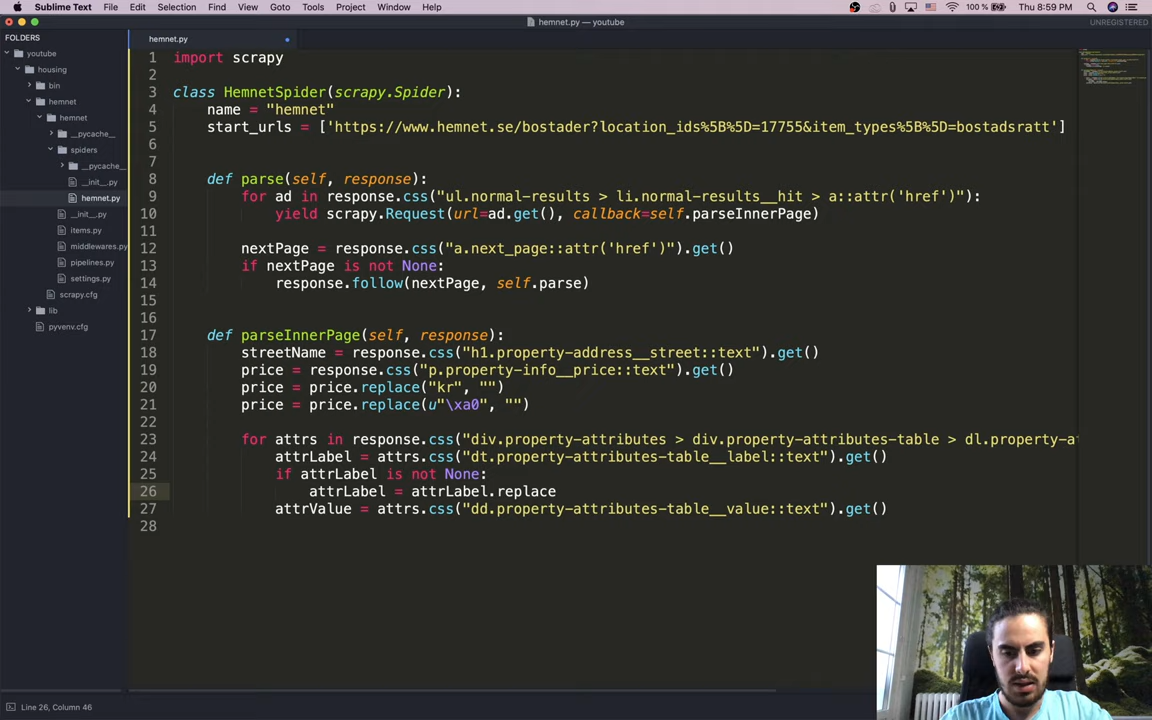 Sublime Text File Edit Selection Find View Goto Tools Project Window Help 100 % Thu 8:59 PM
hemnet.py — youtube UNREGISTERED
FOLDERS
youtube
housing
bin
hemnet
hemnet
__pycache__
spiders
__pycache__
__init__.py
hemnet.py
__init__.py
items.py
middlewares.py
pipelines.py
settings.py
scrapy.cfg
lib
pyvenv.cfg
hemnet.py
1 import scrapy
2
3 class HemnetSpider(scrapy.Spider):
4 name = "hemnet"
5 start_urls = ['https://www.hemnet.se/bostader?location_ids%5B%5D=17755&item_types%5B%5D=bostadsratt']
6
7
8 def parse(self, response):
9 for ad in response.css("ul.normal-results > li.normal-results__hit > a::attr('href')"):
10 yield scrapy.Request(url=ad.get(), callback=self.parseInnerPage)
11
12 nextPage = response.css("a.next_page::attr('href')").get()
13 if nextPage is not None:
14 response.follow(nextPage, self.parse)
15
16
17 def parseInnerPage(self, response):
18 streetName = response.css("h1.property-address__street::text").get()
19 price = response.css("p.property-info__price::text").get()
20 price = price.replace("kr", "")
21 price = price.replace(u"\xa0", "")
22
23 for attrs in response.css("div.property-attributes > div.property-attributes-table > dl.property-at
24 attrLabel = attrs.css("dt.property-attributes-table__label::text").get()
25 if attrLabel is not None:
26 attrLabel = attrLabel.replace
27 attrValue = attrs.css("dd.property-attributes-table__value::text").get()
28
Line 26, Column 46